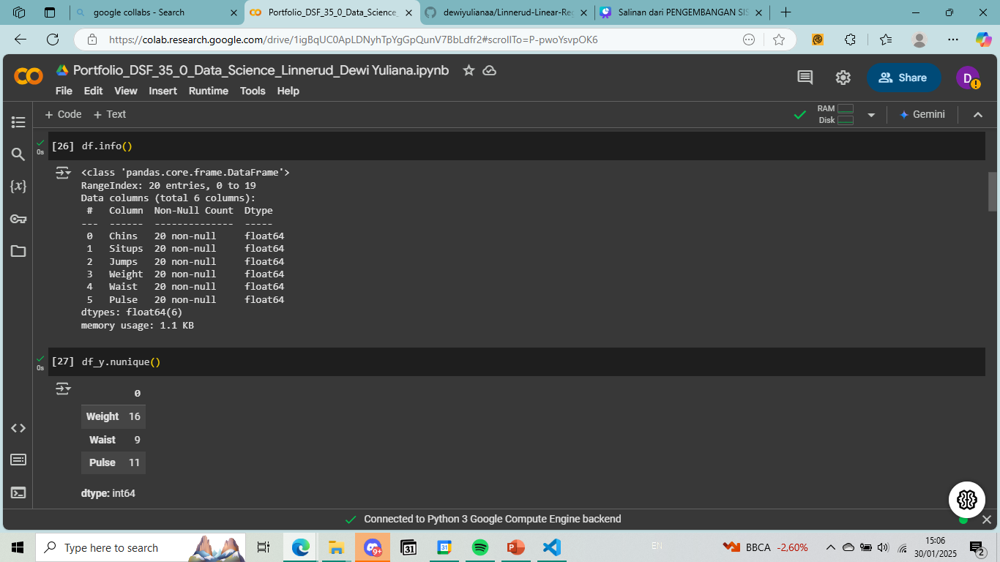 google collabs - Search
Portfolio_DSF_35_0_Data_Science_
dewiyulianaa/Linnerud-Linear-Re
Salinan dari PENGEMBANGAN SIS
https://colab.research.google.com/drive/1igBqUC0ApLDNyhTpYgGpQunV7BbLdfr2#scrollTo=P-pwoYsvpOK6
Portfolio_DSF_35_0_Data_Science_Linnerud_Dewi Yuliana.ipynb
Share
D
File Edit View Insert Runtime Tools Help
+ Code + Text
RAM
Disk
Gemini
[26] df.info()
0s
<class 'pandas.core.frame.DataFrame'>
RangeIndex: 20 entries, 0 to 19
Data columns (total 6 columns):
# Column Non-Null Count Dtype
--- ------ -------------- -----
0 Chins 20 non-null float64
1 Situps 20 non-null float64
2 Jumps 20 non-null float64
3 Weight 20 non-null float64
4 Waist 20 non-null float64
5 Pulse 20 non-null float64
dtypes: float64(6)
memory usage: 1.1 KB
[27] df_y.nunique()
0s
0
Weight 16
Waist 9
Pulse 11
dtype: int64
Connected to Python 3 Google Compute Engine backend
Type here to search
9+
31
31
EN
BBCA -2,60%
15:06
30/01/2025
2